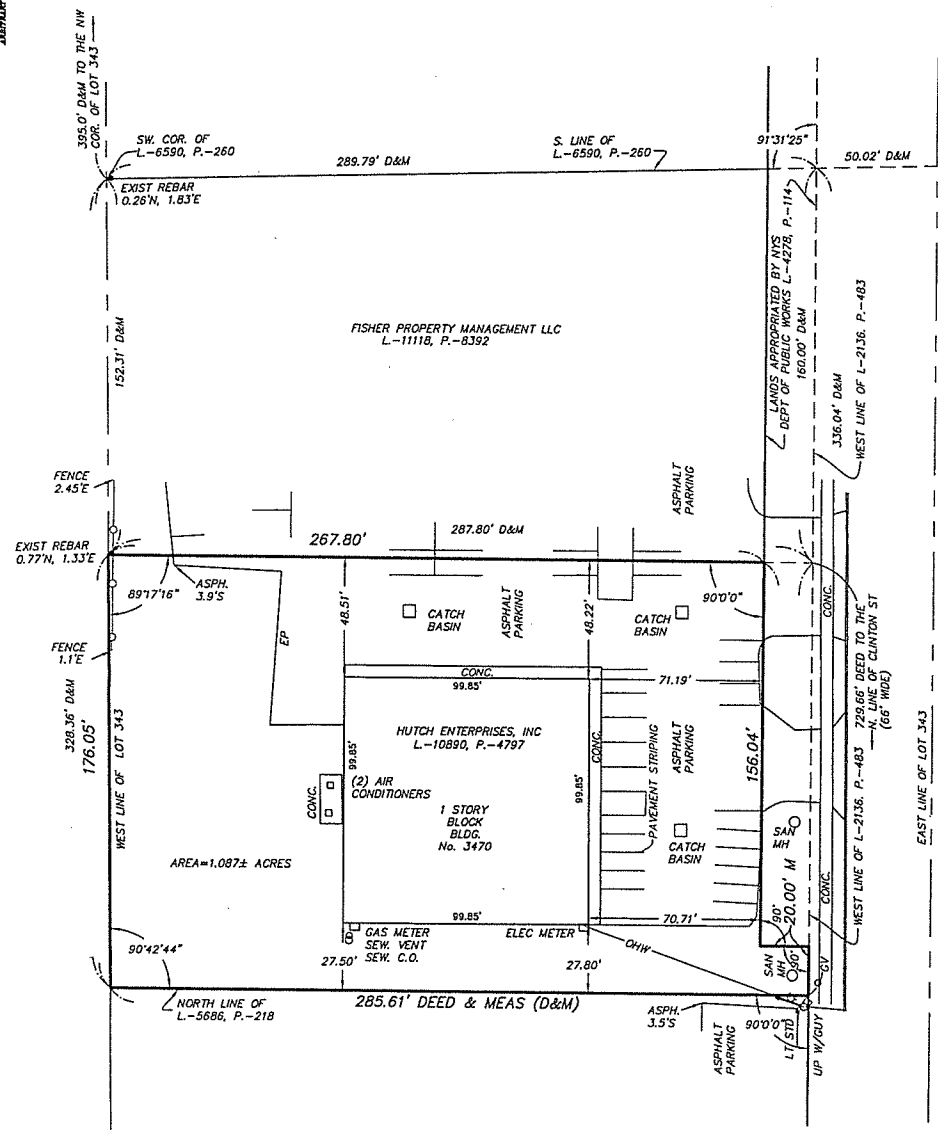 395.0' D&M TO THE NW
COR. OF LOT 343
SW. COR. OF
L.-6590, P.-260
289.79' D&M
S. LINE OF
L.-6590, P.-260
91°31'25"
50.02' D&M
EXIST REBAR
0.26'N, 1.83'E
LANDS APPROPRIATED BY NYS
DEPT OF PUBLIC WORKS L.-4278, P.-114
160.00' D&M
152.31' D&M
FISHER PROPERTY MANAGEMENT LLC
L.-11118, P.-8392
336.04' D&M
WEST LINE OF L-2136, P.-483
FENCE
2.45'E
ASPHALT
PARKING
EXIST REBAR
0.77'N, 1.33'E
267.80'
287.80' D&M
89°17'16"
ASPH.
3.9'S
90°0'0"
48.51'
48.22'
CATCH
BASIN
ASPHALT
PARKING
CATCH
BASIN
CONC.
729.66' DEED TO THE
N. LINE OF CLINTON ST
(66' WIDE)
FENCE
1.1'E
EP
CONC.
99.85'
71.19'
328.36' D&M
176.05'
WEST LINE OF LOT 343
HUTCH ENTERPRISES, INC
L.-10890, P.-4797
CONC.
99.85'
99.85'
PAVEMENT STRIPING
ASPHALT
PARKING
156.04'
CONC.
(2) AIR
CONDITIONERS
1 STORY
BLOCK
BLDG.
No. 3470
EAST LINE OF LOT 343
SAN
MH
CATCH
BASIN
AREA=1.087± ACRES
WEST LINE OF L-2136, P.-483
CONC.
20.00' M
90°
99.85'
70.71'
GAS METER
SEW. VENT
SEW. C.O.
ELEC METER
OHW
90°42'44"
27.50'
27.80'
SAN
MH
90°
GV
NORTH LINE OF
L.-5686, P.-218
285.61' DEED & MEAS (D&M)
ASPH.
3.5'S
90°0'0"
ASPHALT
PARKING
LT STD
UP W/GUY